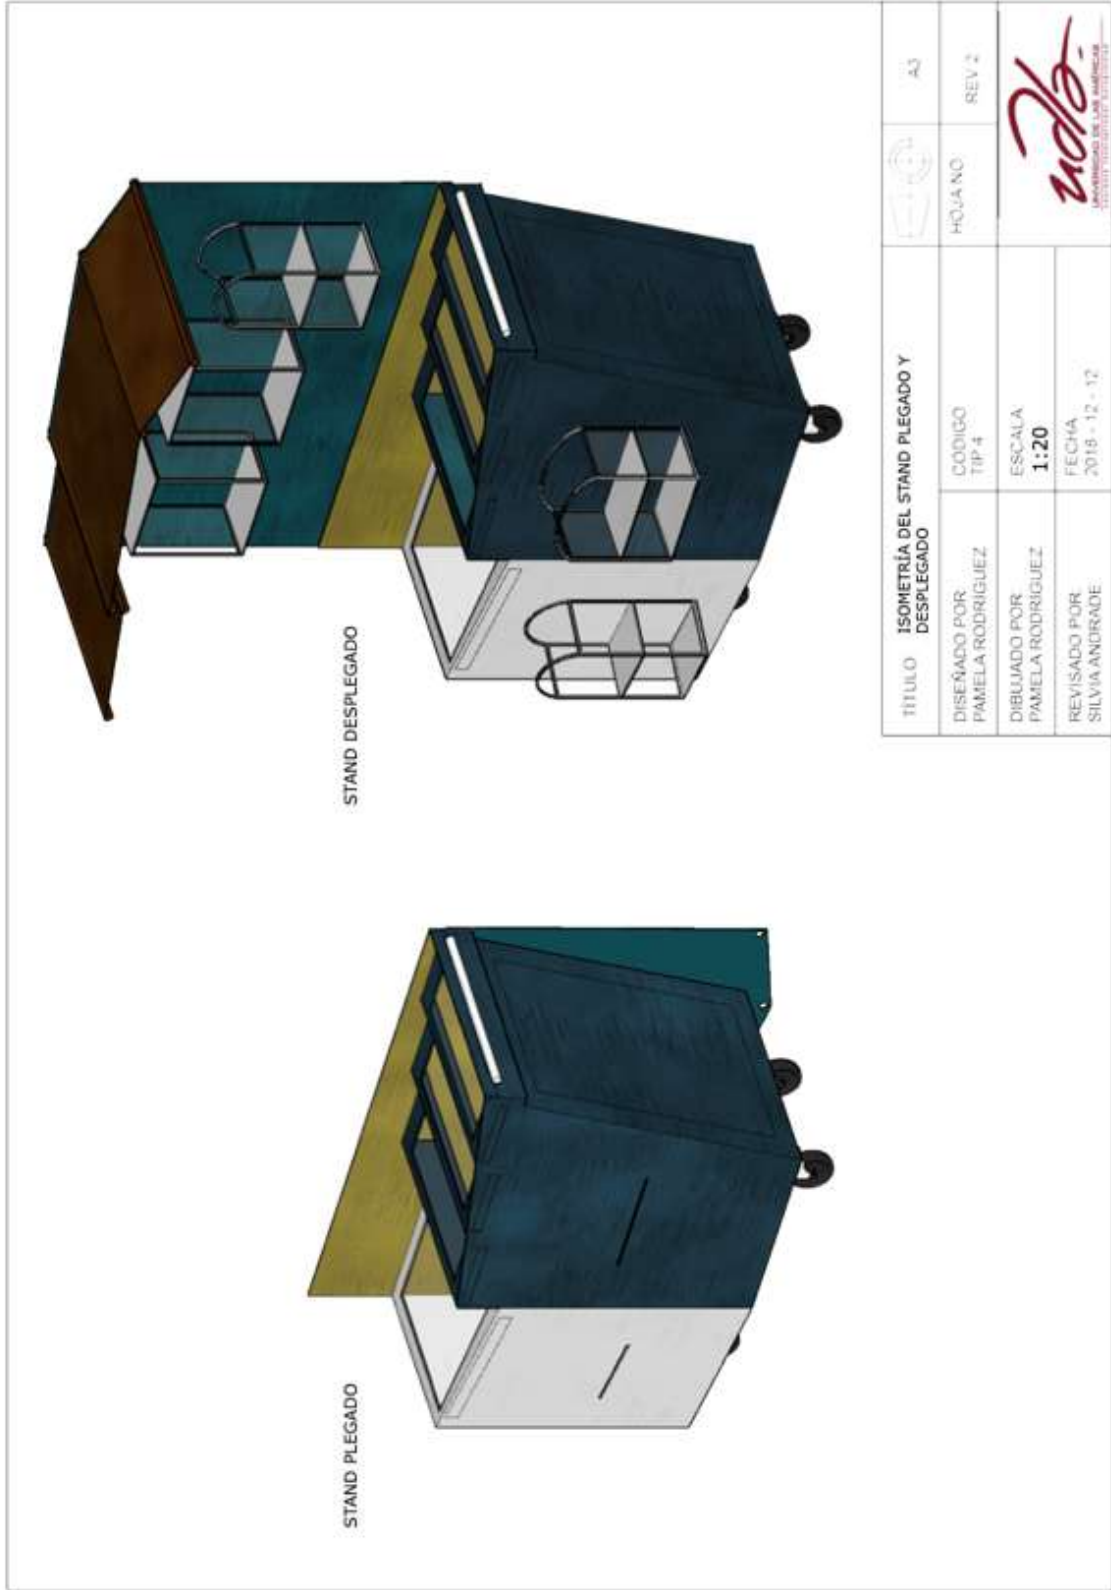 STAND PLEGADO
STAND DESPLEGADO
TÍTULO
ISOMETRÍA DEL STAND PLEGADO Y
DESPLEGADO
A3
DISEÑADO POR
PAMELA RODRÍGUEZ
CÓDIGO
TIP 4
HOJA NO
REV 2
DIBUJADO POR
PAMELA RODRÍGUEZ
ESCALA
1:20
REVISADO POR
SILVIA ANDRADE
FECHA
2018 - 12 - 12
udla
UNIVERSIDAD DE LAS AMÉRICAS